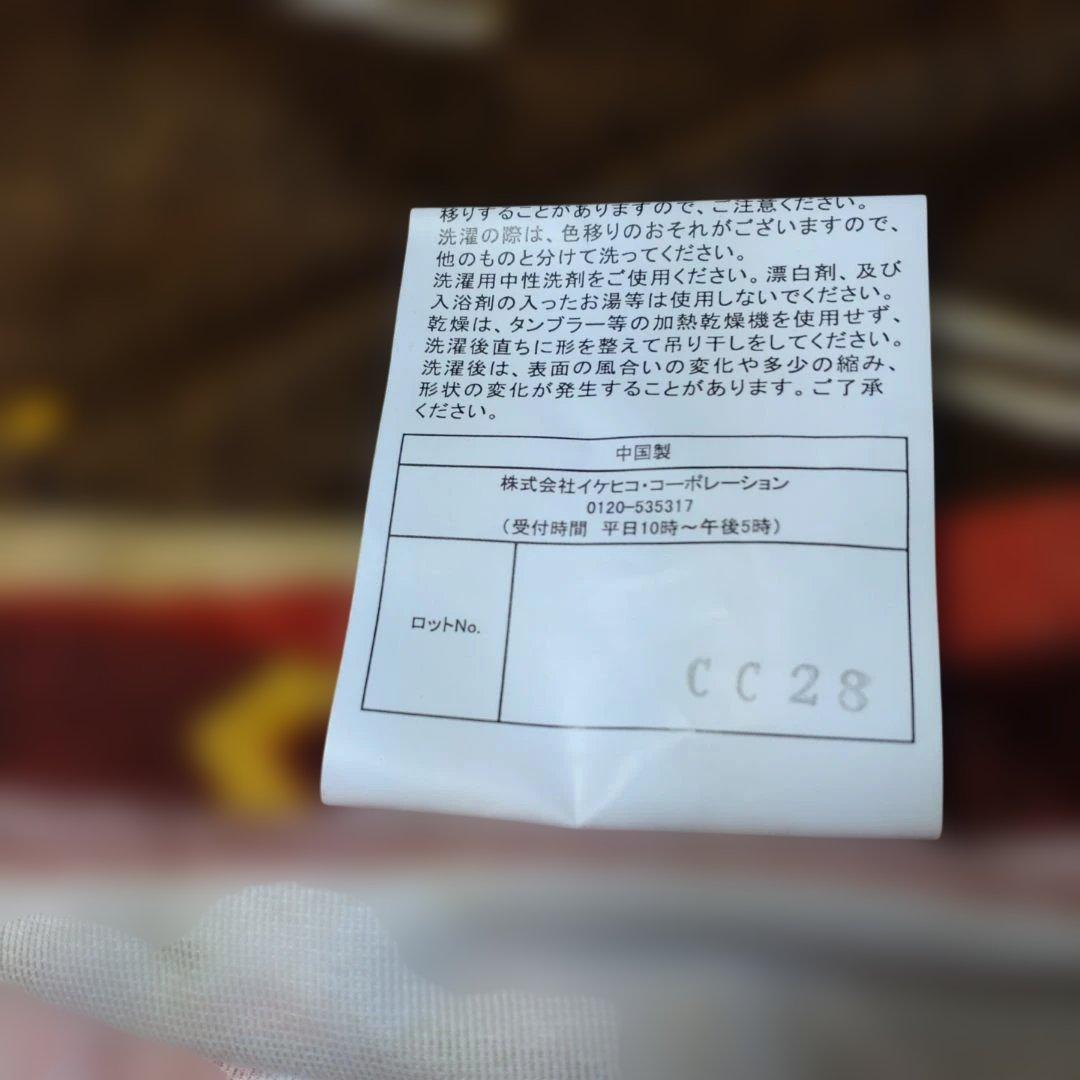 移りすることがありますので、ご注意ください。
洗濯の際は、色移りのおそれがございますので、
他のものと分けて洗ってください。
洗濯用中性洗剤をご使用ください。漂白剤、及び
入浴剤の入ったお湯等は使用しないでください。
乾燥は、タンブラー等の加熱乾燥機を使用せず、
洗濯後直ちに形を整えて吊り干しをしてください。
洗濯後は、表面の風合いの変化や多少の縮み、
形状の変化が発生することがあります。ご了承
ください。
中国製
株式会社イケヒコ・コーポレーション
0120-535317
（受付時間 平日10時～午後5時）
ロットNo.
CC28